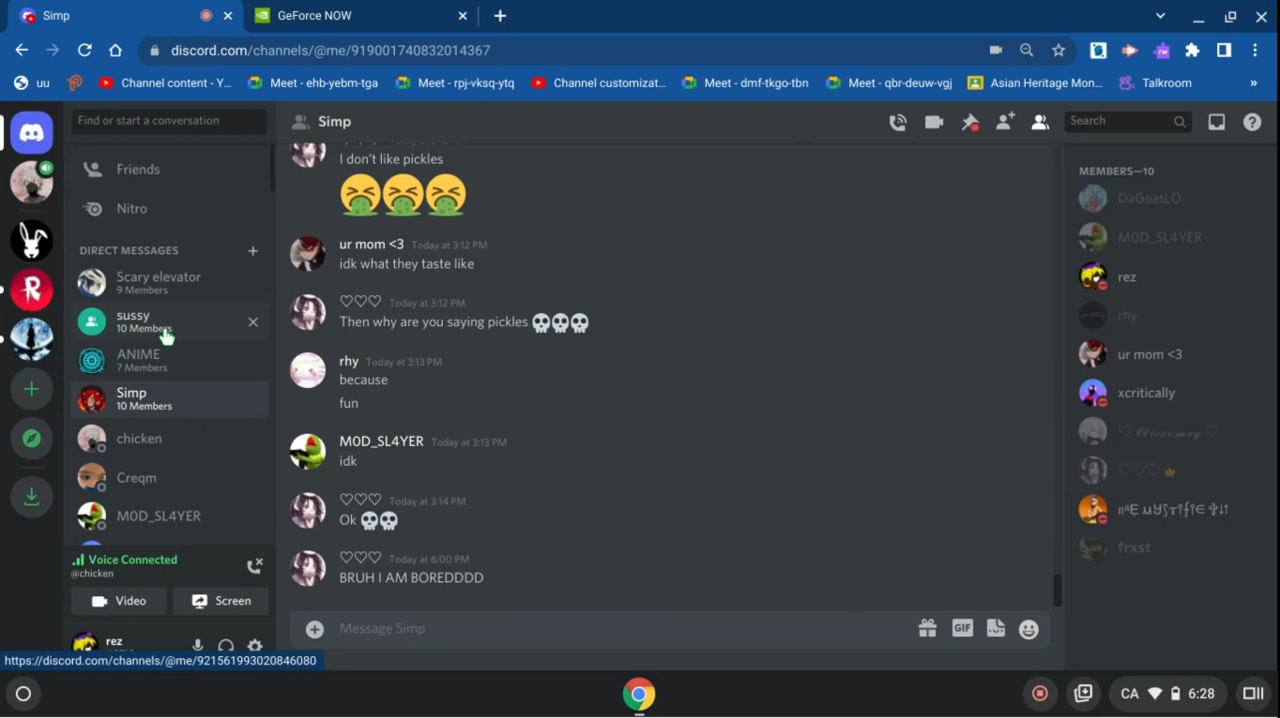 Simp
GeForce NOW
discord.com/channels/@me/919001740832014367
uu
Channel content - Y...
Meet - ehb-yebm-tga
Meet - rpj-vksq-ytq
Channel customizat...
Meet - dmf-tkgo-tbn
Meet - qbr-deuw-vgj
Asian Heritage Mon...
Talkroom
»
Find or start a conversation
Simp
Search
Friends
Nitro
DIRECT MESSAGES
Scary elevator
9 Members
sussy
10 Members
ANIME
7 Members
Simp
10 Members
chicken
Creqm
M0D_SL4YER
Voice Connected
@chicken
Video
Screen
rez
I don't like pickles
🤮🤮🤮
ur mom <3 Today at 3:12 PM
idk what they taste like
♡♡♡ Today at 3:12 PM
Then why are you saying pickles 💀💀💀
rhy Today at 3:13 PM
because
fun
M0D_SL4YER Today at 3:13 PM
idk
♡♡♡ Today at 3:14 PM
Ok 💀💀
♡♡♡ Today at 6:00 PM
BRUH I AM BOREDDDD
Message Simp
GIF
MEMBERS—10
DaGoatLO
M0D_SL4YER
rez
rhy
ur mom <3
xcritically
♡♡♡
frxst
https://discord.com/channels/@me/921561993020846080
CA
6:28